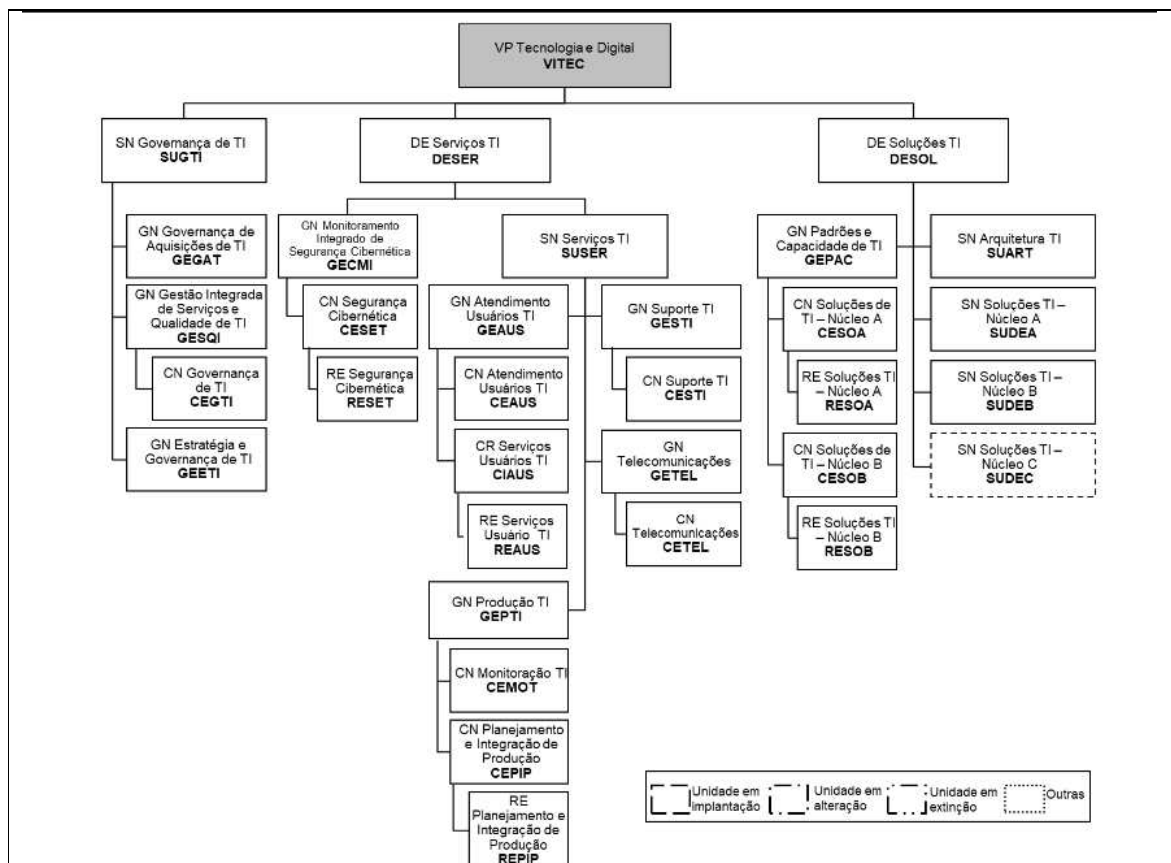 VP Tecnologia e Digital
VITEC
SN Governança de TI
SUGTI
DE Serviços TI
DESER
DE Soluções TI
DESOL
GN Governança de
Aquisições de TI
GEGAT
GN Gestão Integrada
de Serviços e
Qualidade de TI
GESQI
CN Governança
de TI
CEGTI
GN Estratégia e
Governança de TI
GEETI
GN Monitoramento
Integrado de
Segurança Cibernética
GECMI
CN Segurança
Cibernética
CESET
RE Segurança
Cibernética
RESET
SN Serviços TI
SUSER
GN Atendimento
Usuários TI
GEAUS
CN Atendimento
Usuários TI
CEAUS
CR Serviços
Usuários TI
CIAUS
RE Serviços
Usuário TI
REAUS
GN Suporte TI
GESTI
CN Suporte TI
CESTI
GN
Telecomunicações
GETEL
CN
Telecomunicações
CETEL
GN Produção TI
GEPTI
CN Monitoração TI
CEMOT
CN Planejamento
e Integração de
Produção
CEPIP
RE
Planejamento e
Integração de
Produção
REPIP
GN Padrões e
Capacidade de TI
GEPAC
CN Soluções de
TI – Núcleo A
CESOA
RE Soluções TI
– Núcleo A
RESOA
CN Soluções de
TI – Núcleo B
CESOB
RE Soluções TI
– Núcleo B
RESOB
SN Arquitetura TI
SUART
SN Soluções TI –
Núcleo A
SUDEA
SN Soluções TI –
Núcleo B
SUDEB
SN Soluções TI –
Núcleo C
SUDEC
Unidade em
implantação
Unidade em
alteração
Unidade em
extinção
Outras